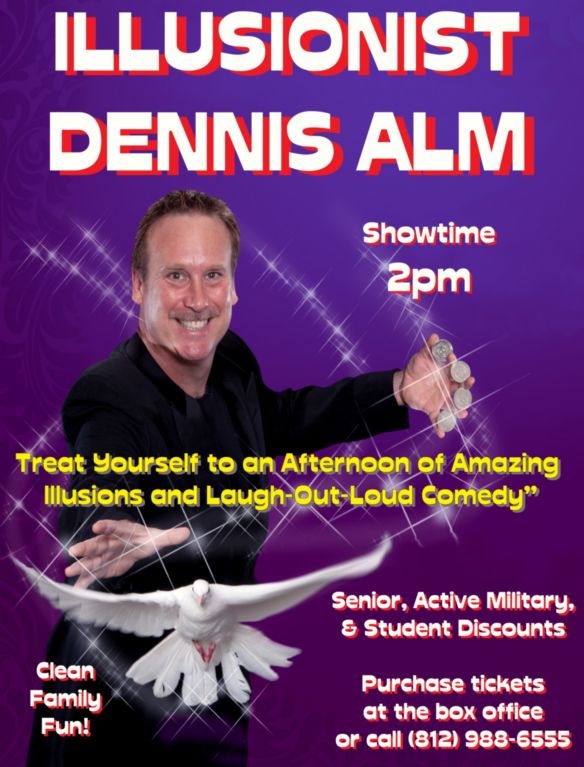 ILLUSIONIST
DENNIS ALM
Showtime
2pm
Treat Yourself to an Afternoon of Amazing
Illusions and Laugh-Out-Loud Comedy”
Senior, Active Military,
& Student Discounts
Clean
Family
Fun!
Purchase tickets
at the box office
or call (812) 988-6555